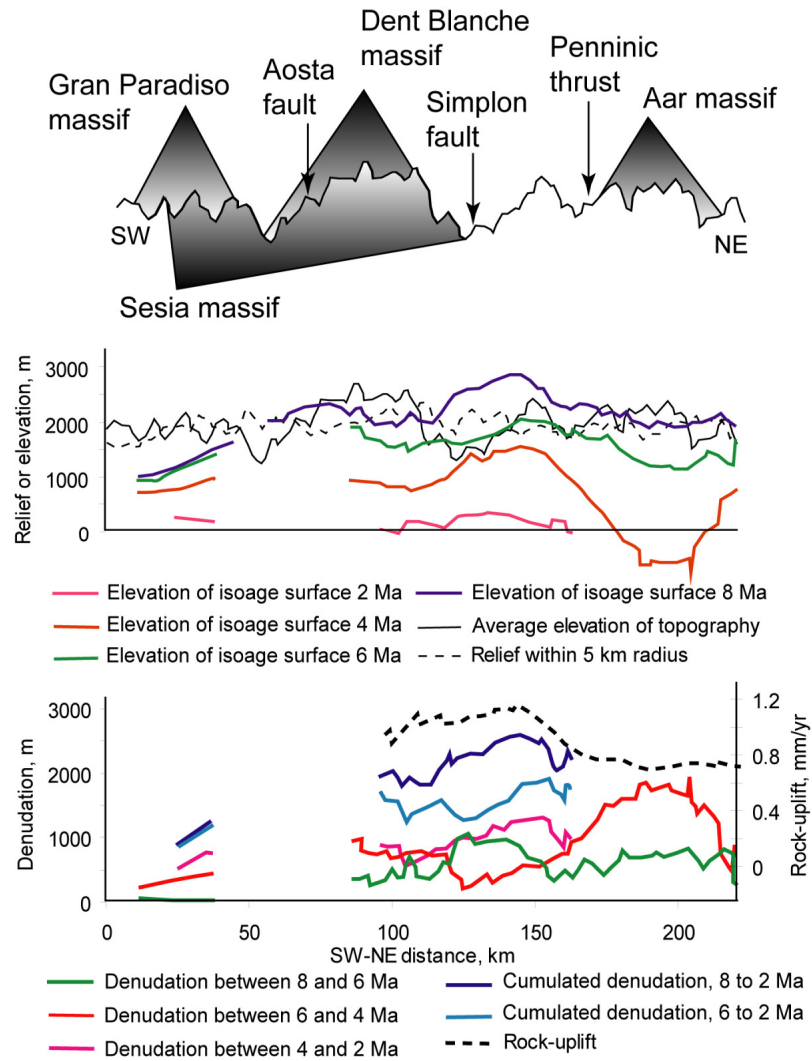 Dent Blanche
massif
Gran Paradiso
massif
Aosta
fault
Simplon
fault
Penninic
thrust
Aar massif
SW
NE
Sesia massif
Relief or elevation, m
3000
2000
1000
0
Elevation of isoage surface 2 Ma
Elevation of isoage surface 8 Ma
Elevation of isoage surface 4 Ma
Average elevation of topography
Elevation of isoage surface 6 Ma
Relief within 5 km radius
Denudation, m
3000
2000
1000
0
1.2
0.8
0.4
0
Rock-uplift, mm/yr
0 50 100 150 200
SW-NE distance, km
Denudation between 8 and 6 Ma
Cumulated denudation, 8 to 2 Ma
Denudation between 6 and 4 Ma
Cumulated denudation, 6 to 2 Ma
Denudation between 4 and 2 Ma
Rock-uplift